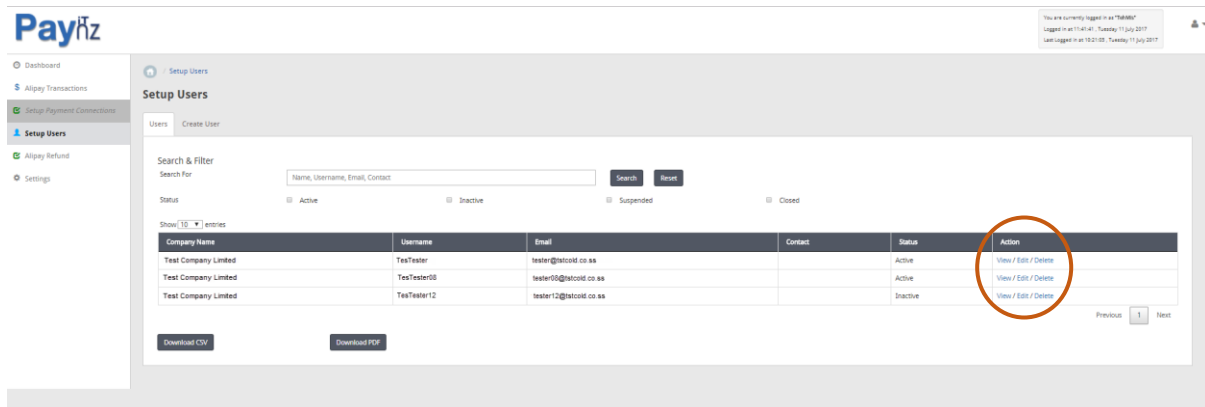 Pay
You are currently logged in as "TstMstr"
Logged in at 11:41:41 , Tuesday 11 July 2017
Last Logged in at 10:21:03 , Tuesday 11 July 2017
Dashboard
/ Setup Users
$ Alipay Transactions
Setup Users
Setup Payment Connections
Users Create User
Setup Users
Alipay Refund
Search & Filter
Search For Name, Username, Email, Contact Search Reset
Settings
Status Active Inactive Suspended Closed
Show 10 entries
Company Name Username Email Contact Status Action
Test Company Limited TesTester tester@tstcold.co.ss Active View / Edit / Delete
Test Company Limited TesTester08 tester08@tstcold.co.ss Active View / Edit / Delete
Test Company Limited TesTester12 tester12@tstcold.co.ss Inactive View / Edit / Delete
Previous 1 Next
Download CSV Download PDF